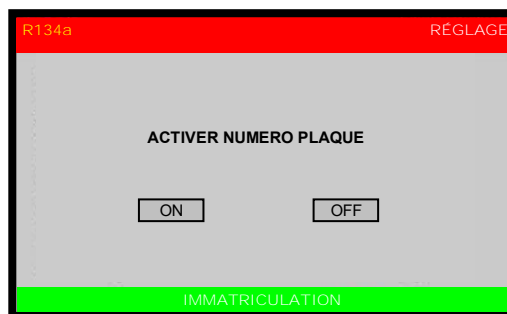 R134a RÉGLAGE
ACTIVER NUMERO PLAQUE
ON OFF
IMMATRICULATION